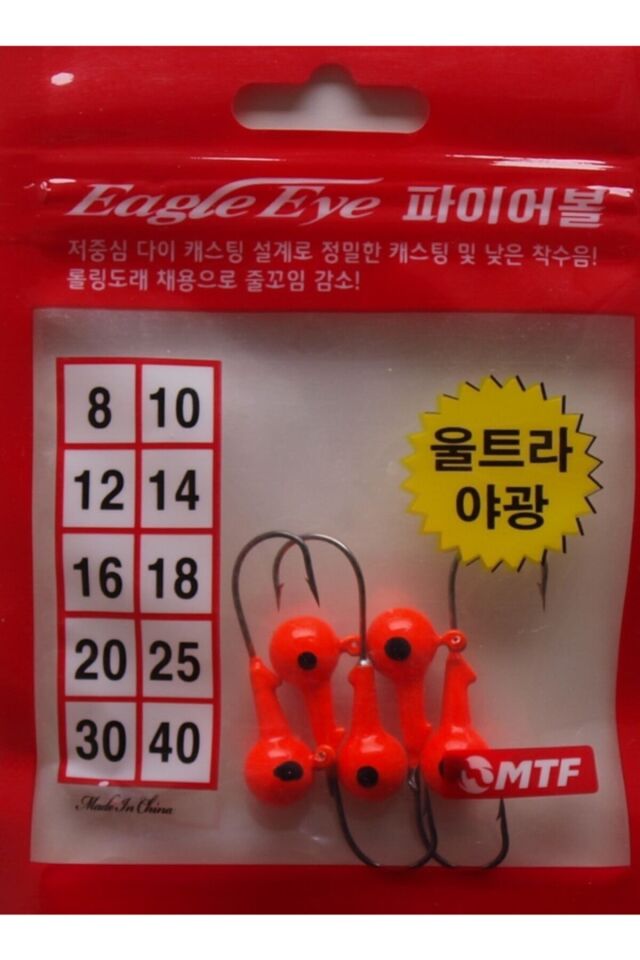 Eagle Eye 파이어볼
저중심 다이 캐스팅 설계로 정밀한 캐스팅 및 낮은 착수음!
롤링도래 채용으로 줄꼬임 감소!
8 10
12 14
16 18
20 25
30 40
울트라
야광
MTF
Made In China